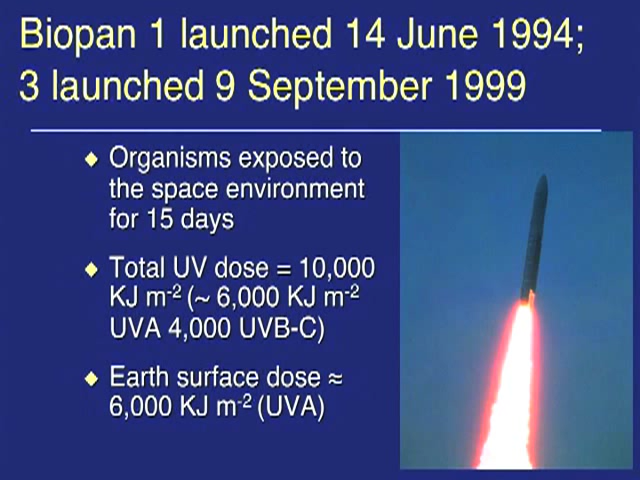 Biopan 1 launched 14 June 1994;
3 launched 9 September 1999
Organisms exposed to
the space environment
for 15 days
Total UV dose = 10,000
KJ m-2 (~ 6,000 KJ m-2
UVA 4,000 UVB-C)
Earth surface dose ≈
6,000 KJ m-2 (UVA)